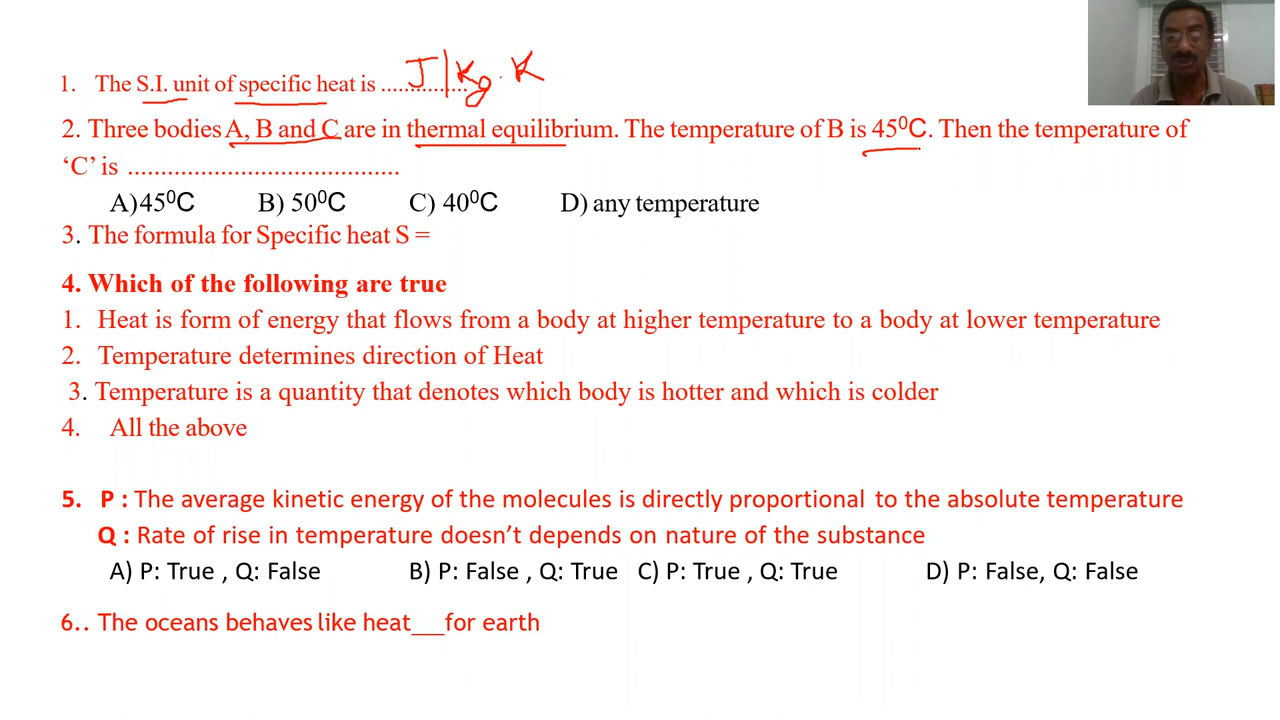 1. The S.I. unit of specific heat is ................ J/Kg.K
2. Three bodies A, B and C are in thermal equilibrium. The temperature of B is 45⁰C. Then the temperature of
‘C’ is ........................................
A)45⁰C B) 50⁰C C) 40⁰C D) any temperature
3. The formula for Specific heat S =
4. Which of the following are true
1. Heat is form of energy that flows from a body at higher temperature to a body at lower temperature
2. Temperature determines direction of Heat
3. Temperature is a quantity that denotes which body is hotter and which is colder
4. All the above
5. P : The average kinetic energy of the molecules is directly proportional to the absolute temperature
Q : Rate of rise in temperature doesn’t depends on nature of the substance
A) P: True , Q: False B) P: False , Q: True C) P: True , Q: True D) P: False, Q: False
6.. The oceans behaves like heat___for earth